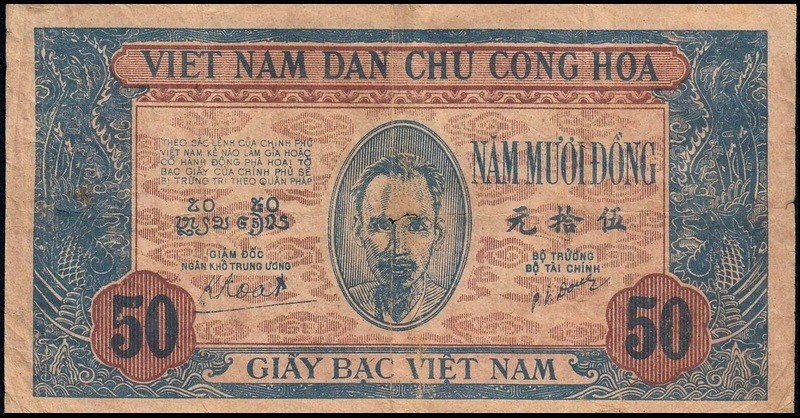 VIET NAM DAN CHU CONG HOA
THEO SẮC LỆNH CỦA CHÍNH PHỦ
VIỆT NAM KẺ NÀO LÀM GIẢ HOẶC
CÓ HÀNH ĐỘNG PHÁ HOẠI TỜ
BẠC GIẤY CỦA CHÍNH PHỦ SẼ
BỊ TRỪNG TRỊ THEO QUÂN PHÁP
NĂM MƯỜI ĐỒNG
元拾伍
GIÁM ĐỐC
NGÂN KHỐ TRUNG ƯƠNG
BỘ TRƯỞNG
BỘ TÀI CHÍNH
50
50
GIẤY BẠC VIỆT NAM